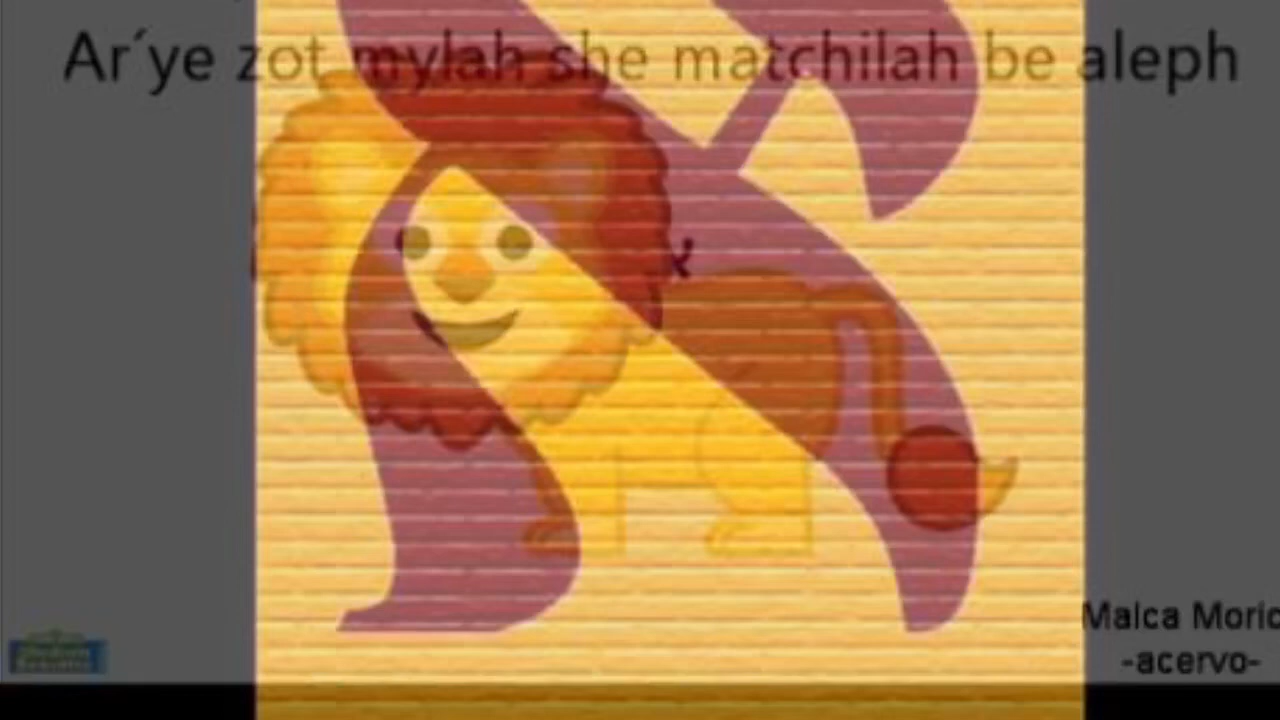 Ar´ye zot mylah she matchilah be aleph
א
א
Malca Moric
-acervo-